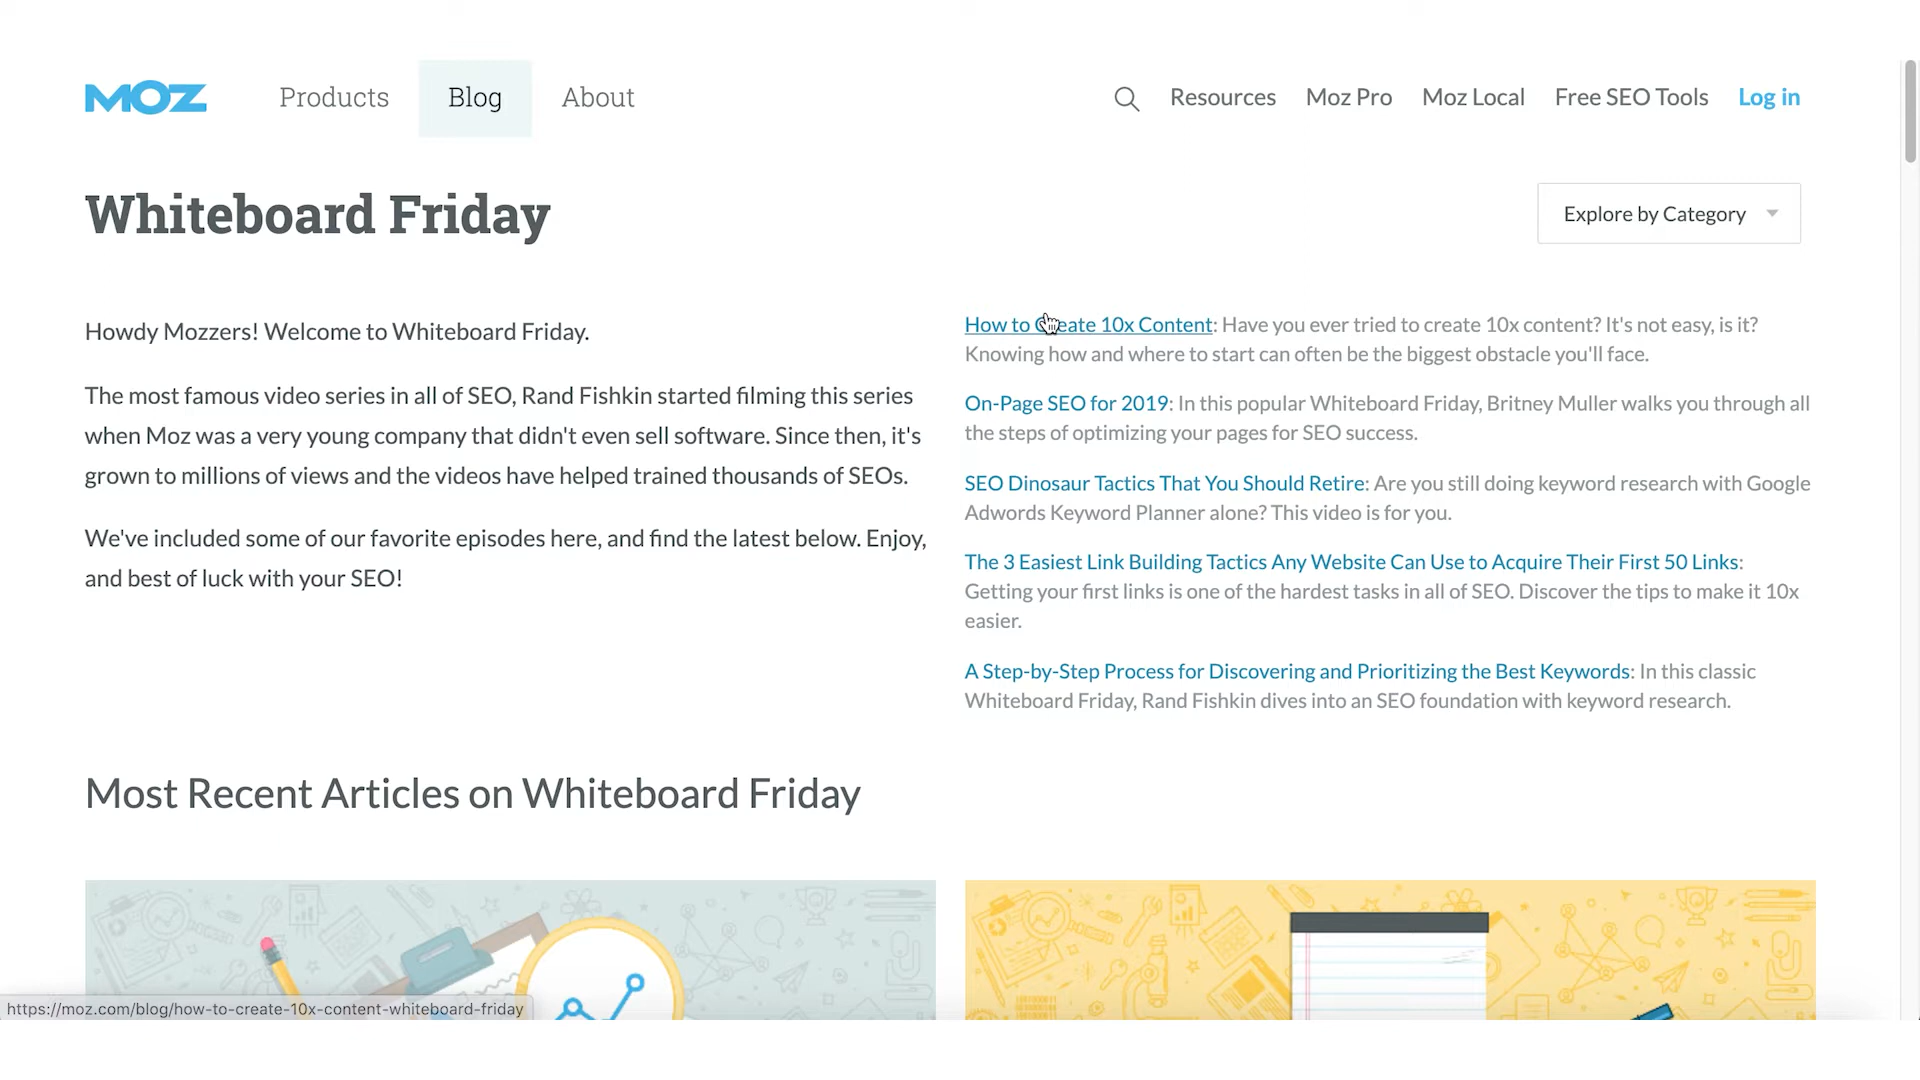 MOZ Products Blog About Resources Moz Pro Moz Local Free SEO Tools Log in
Whiteboard Friday
Explore by Category
Howdy Mozzers! Welcome to Whiteboard Friday.
The most famous video series in all of SEO, Rand Fishkin started filming this series
when Moz was a very young company that didn't even sell software. Since then, it's
grown to millions of views and the videos have helped trained thousands of SEOs.
We've included some of our favorite episodes here, and find the latest below. Enjoy,
and best of luck with your SEO!
How to Create 10x Content: Have you ever tried to create 10x content? It's not easy, is it?
Knowing how and where to start can often be the biggest obstacle you'll face.
On-Page SEO for 2019: In this popular Whiteboard Friday, Britney Muller walks you through all
the steps of optimizing your pages for SEO success.
SEO Dinosaur Tactics That You Should Retire: Are you still doing keyword research with Google
Adwords Keyword Planner alone? This video is for you.
The 3 Easiest Link Building Tactics Any Website Can Use to Acquire Their First 50 Links:
Getting your first links is one of the hardest tasks in all of SEO. Discover the tips to make it 10x
easier.
A Step-by-Step Process for Discovering and Prioritizing the Best Keywords: In this classic
Whiteboard Friday, Rand Fishkin dives into an SEO foundation with keyword research.
Most Recent Articles on Whiteboard Friday
https://moz.com/blog/how-to-create-10x-content-whiteboard-friday